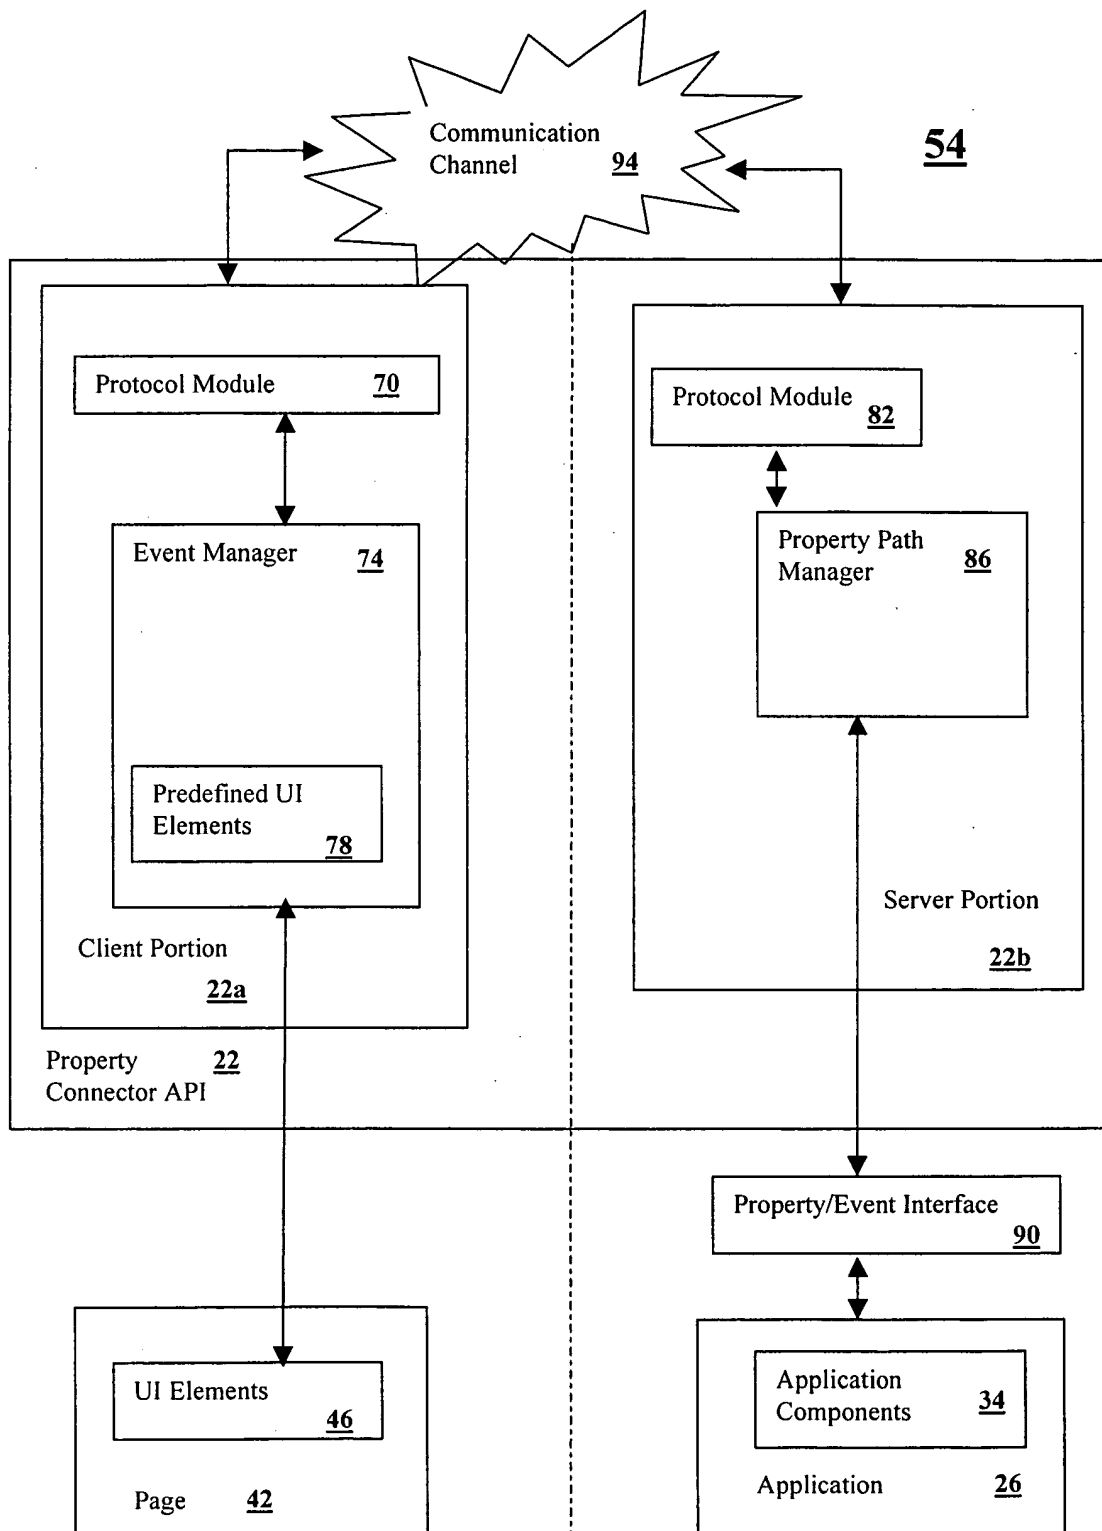 Communication
Channel 94
54
Protocol Module 70
Protocol Module 82
Event Manager 74
Property Path
Manager 86
Predefined UI
Elements 78
Server Portion
22b
Client Portion
22a
Property 22
Connector API
Property/Event Interface
90
UI Elements
46
Application
Components 34
Page 42
Application 26